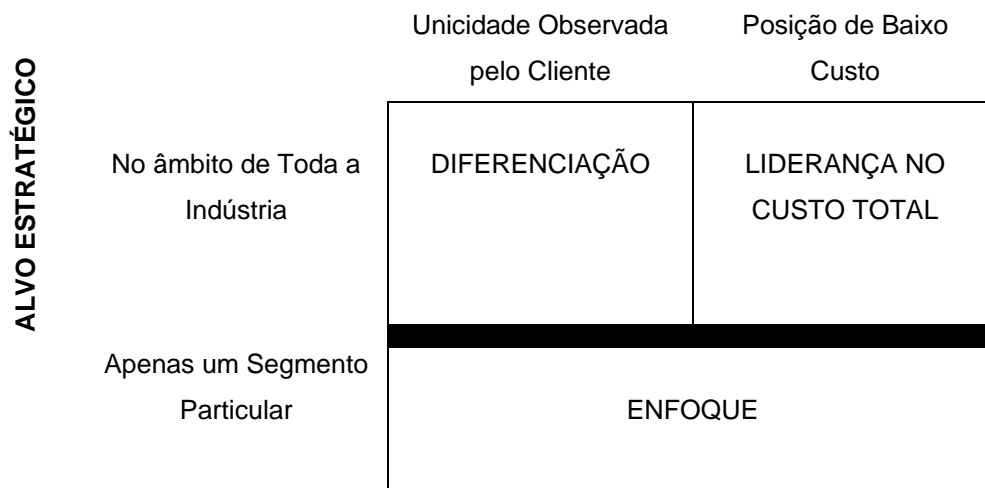 Unicidade Observada
pelo Cliente
Posição de Baixo
Custo
ALVO ESTRATÉGICO
No âmbito de Toda a
Indústria
DIFERENCIAÇÃO
LIDERANÇA NO
CUSTO TOTAL
Apenas um Segmento
Particular
ENFOQUE